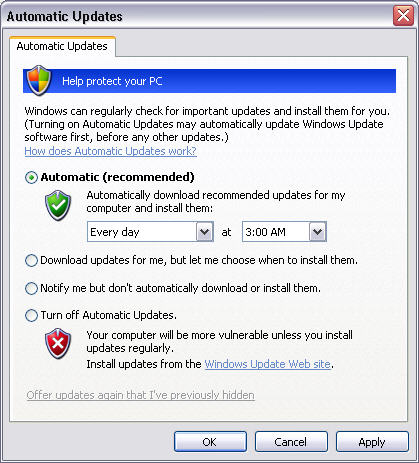 Automatic Updates
Automatic Updates
Help protect your PC
Windows can regularly check for important updates and install them for you.
(Turning on Automatic Updates may automatically update Windows Update
software first, before any other updates.)
How does Automatic Updates work?
Automatic (recommended)
Automatically download recommended updates for my
computer and install them:
Every day at 3:00 AM
Download updates for me, but let me choose when to install them.
Notify me but don't automatically download or install them.
Turn off Automatic Updates.
Your computer will be more vulnerable unless you install
updates regularly.
Install updates from the Windows Update Web site.
Offer updates again that I've previously hidden
OK Cancel Apply